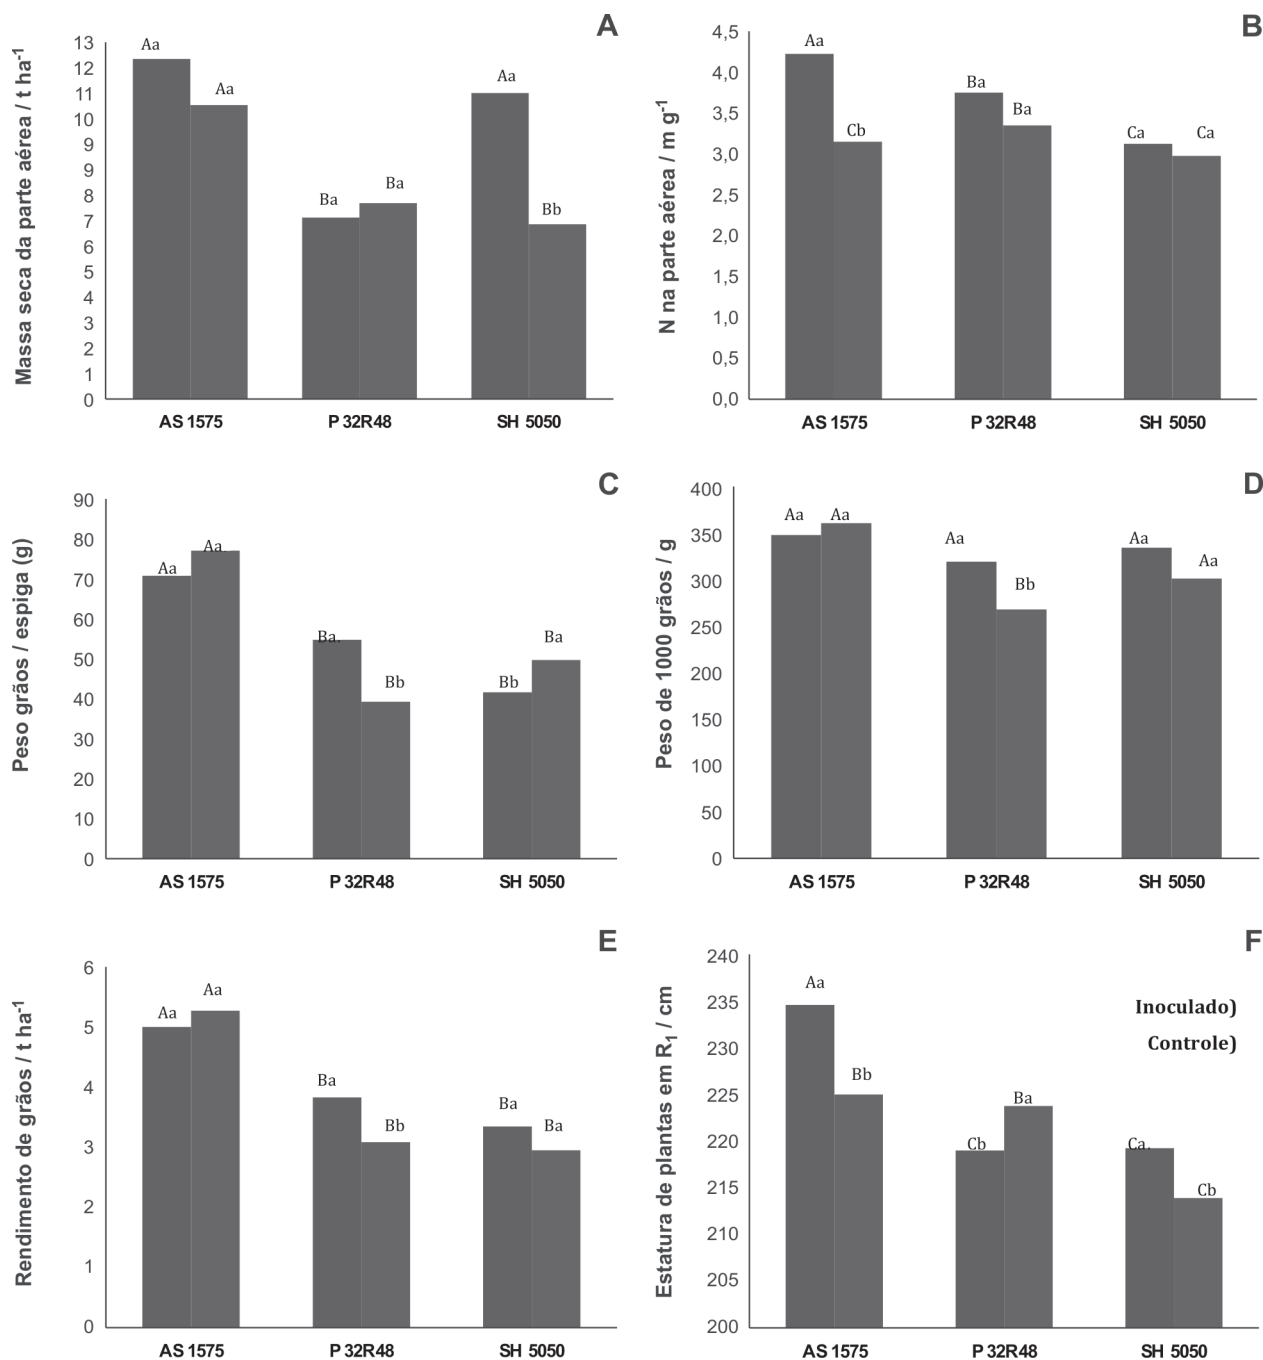 A
Massa seca da parte aérea / t ha-1
13
12
11
10
9
9
8
7
6
5
4
3
2
1
0
Aa
Aa
Ba
Ba
Aa
Bb
AS 1575 P 32R48 SH 5050
B
N na parte aérea / m g-1
4,5
4,0
3,5
3,0
2,5
2,0
1,5
1,0
0,5
0,0
Aa
Cb
Ba
Ba
Ca
Ca
AS 1575 P 32R48 SH 5050
C
Peso grãos / espiga (g)
90
80
70
60
50
40
30
20
10
0
Aa
Aa.
Ba.
Bb
Bb
Ba
AS 1575 P 32R48 SH 5050
D
Peso de 1000 grãos / g
400
350
300
250
200
150
100
50
0
Aa
Aa
Aa
Bb
Aa
Aa
AS 1575 P 32R48 SH 5050
E
Rendimento de grãos / t ha-1
6
5
4
3
2
1
0
Aa
Aa
Ba
Bb
Ba
Ba
AS 1575 P 32R48 SH 5050
F
Estatura de plantas em R1 / cm
240
235
230
225
220
215
210
205
200
Aa
Bb
Cb
Ba
Ca.
Cb
Inoculado)
Controle)
AS 1575 P 32R48 SH 5050